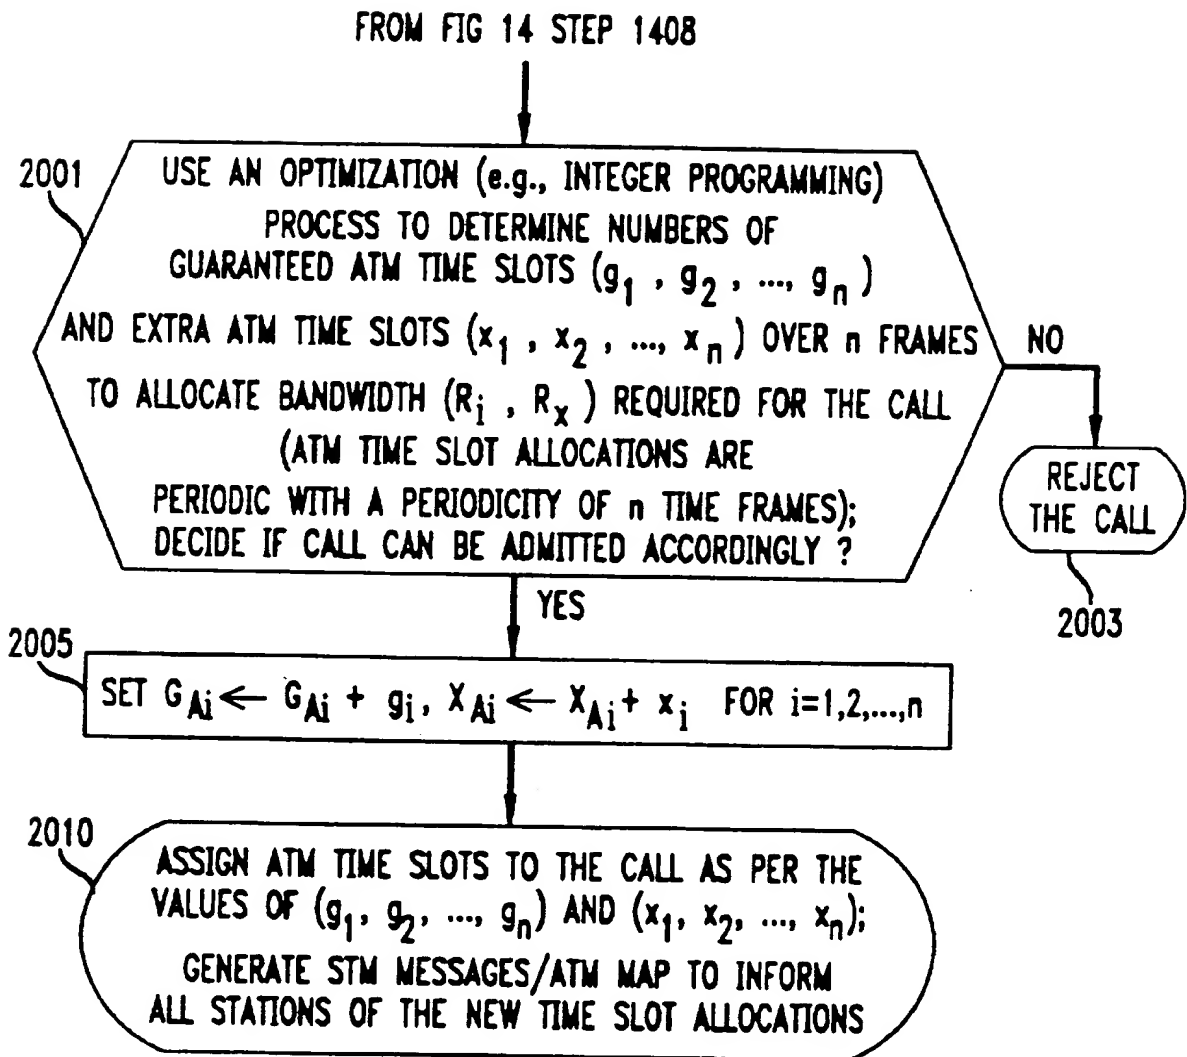 FROM FIG 14 STEP 1408
2001
USE AN OPTIMIZATION (e.g., INTEGER PROGRAMMING)
PROCESS TO DETERMINE NUMBERS OF
GUARANTEED ATM TIME SLOTS (g1 , g2 , ..., gn )
AND EXTRA ATM TIME SLOTS (x1 , x2 , ..., xn ) OVER n FRAMES
TO ALLOCATE BANDWIDTH (Ri , Rx ) REQUIRED FOR THE CALL
(ATM TIME SLOT ALLOCATIONS ARE
PERIODIC WITH A PERIODICITY OF n TIME FRAMES);
DECIDE IF CALL CAN BE ADMITTED ACCORDINGLY ?
NO
REJECT
THE CALL
2003
YES
2005
SET GAi ← GAi + gi, XAi ← XAi + xi FOR i=1,2,...,n
2010
ASSIGN ATM TIME SLOTS TO THE CALL AS PER THE
VALUES OF (g1, g2, ..., gn) AND (x1, x2, ..., xn);
GENERATE STM MESSAGES/ATM MAP TO INFORM
ALL STATIONS OF THE NEW TIME SLOT ALLOCATIONS